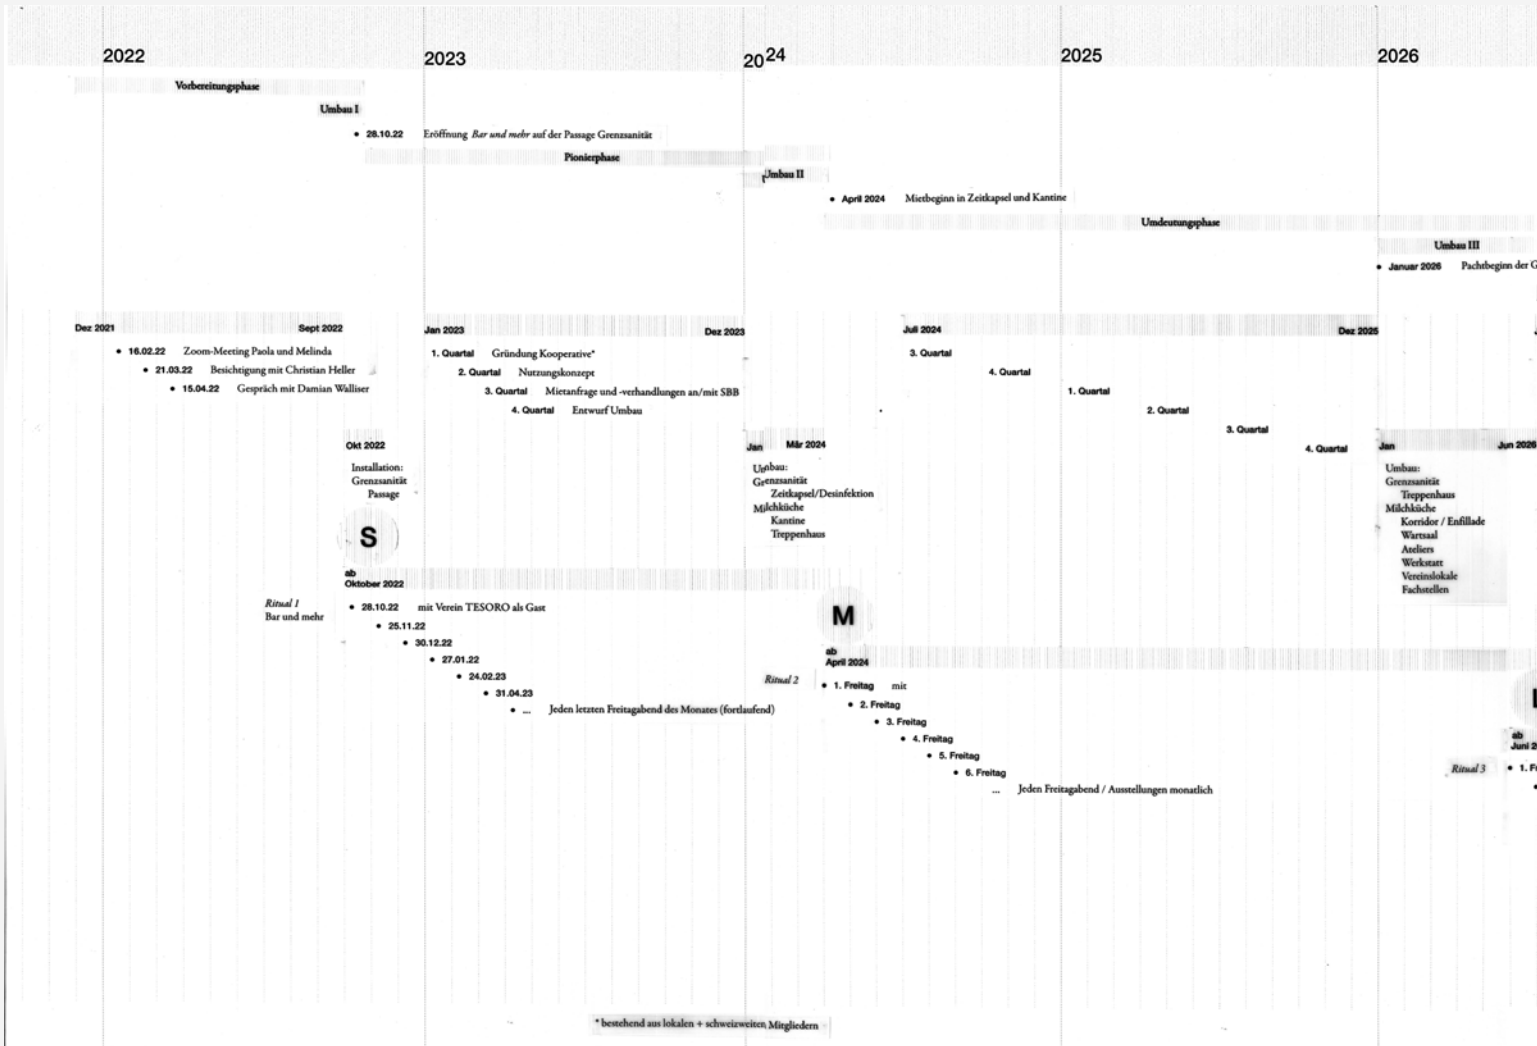 2022
2023
2024
2025
2026
Vorbereitungsphase
Umbau I
• 28.10.22 Eröffnung Bar und mehr auf der Passage Grenzsanität
Pionierphase
Umbau II
• April 2024 Mietbeginn in Zeitkapsel und Kantine
Umdeutungsphase
Umbau III
• Januar 2026 Pachtbeginn der G
Dez 2021
Sept 2022
• 16.02.22 Zoom-Meeting Paola und Melinda
• 21.03.22 Besichtigung mit Christian Heller
• 15.04.22 Gespräch mit Damian Walliser
Jan 2023
Dez 2023
1. Quartal Gründung Kooperative*
2. Quartal Nutzungskonzept
3. Quartal Mietanfrage und -verhandlungen an/mit SBB
4. Quartal Entwurf Umbau
Juli 2024
Dez 2025
3. Quartal
4. Quartal
1. Quartal
2. Quartal
3. Quartal
4. Quartal
Okt 2022
Installation:
Grenzsanität
Passage
S
Jan
Mär 2024
Umbau:
Grenzsanität
Zeitkapsel/Desinfektion
Milchküche
Kantine
Treppenhaus
Jan
Jun 2026
Umbau:
Grenzsanität
Treppenhaus
Milchküche
Korridor / Enfillade
Wartsaal
Ateliers
Werkstatt
Vereinslokale
Fachstellen
ab
Oktober 2022
Ritual 1
Bar und mehr
• 28.10.22 mit Verein TESORO als Gast
• 25.11.22
• 30.12.22
• 27.01.22
• 24.02.23
• 31.04.23
• ... Jeden letzten Freitagabend des Monates (fortlaufend)
M
ab
April 2024
Ritual 2
• 1. Freitag mit
• 2. Freitag
• 3. Freitag
• 4. Freitag
• 5. Freitag
• 6. Freitag
... Jeden Freitagabend / Ausstellungen monatlich
ab
Juni 2
Ritual 3
• 1. F
* bestehend aus lokalen + schweizweiten Mitgliedern